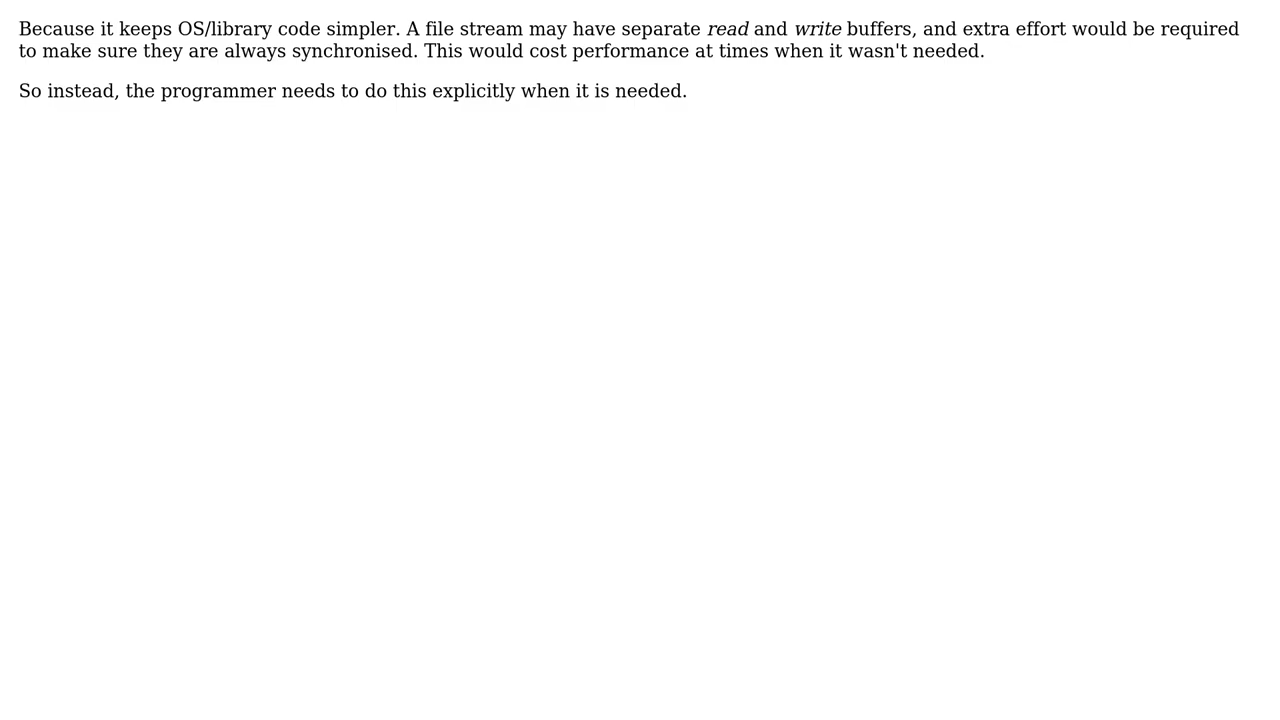 Because it keeps OS/library code simpler. A file stream may have separate read and write buffers, and extra effort would be required
to make sure they are always synchronised. This would cost performance at times when it wasn't needed.
So instead, the programmer needs to do this explicitly when it is needed.